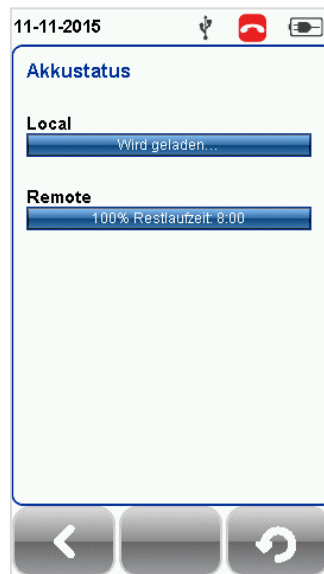 11-11-2015
Akkustatus
Local
Wird geladen...
Remote
100% Restlaufzeit: 8:00